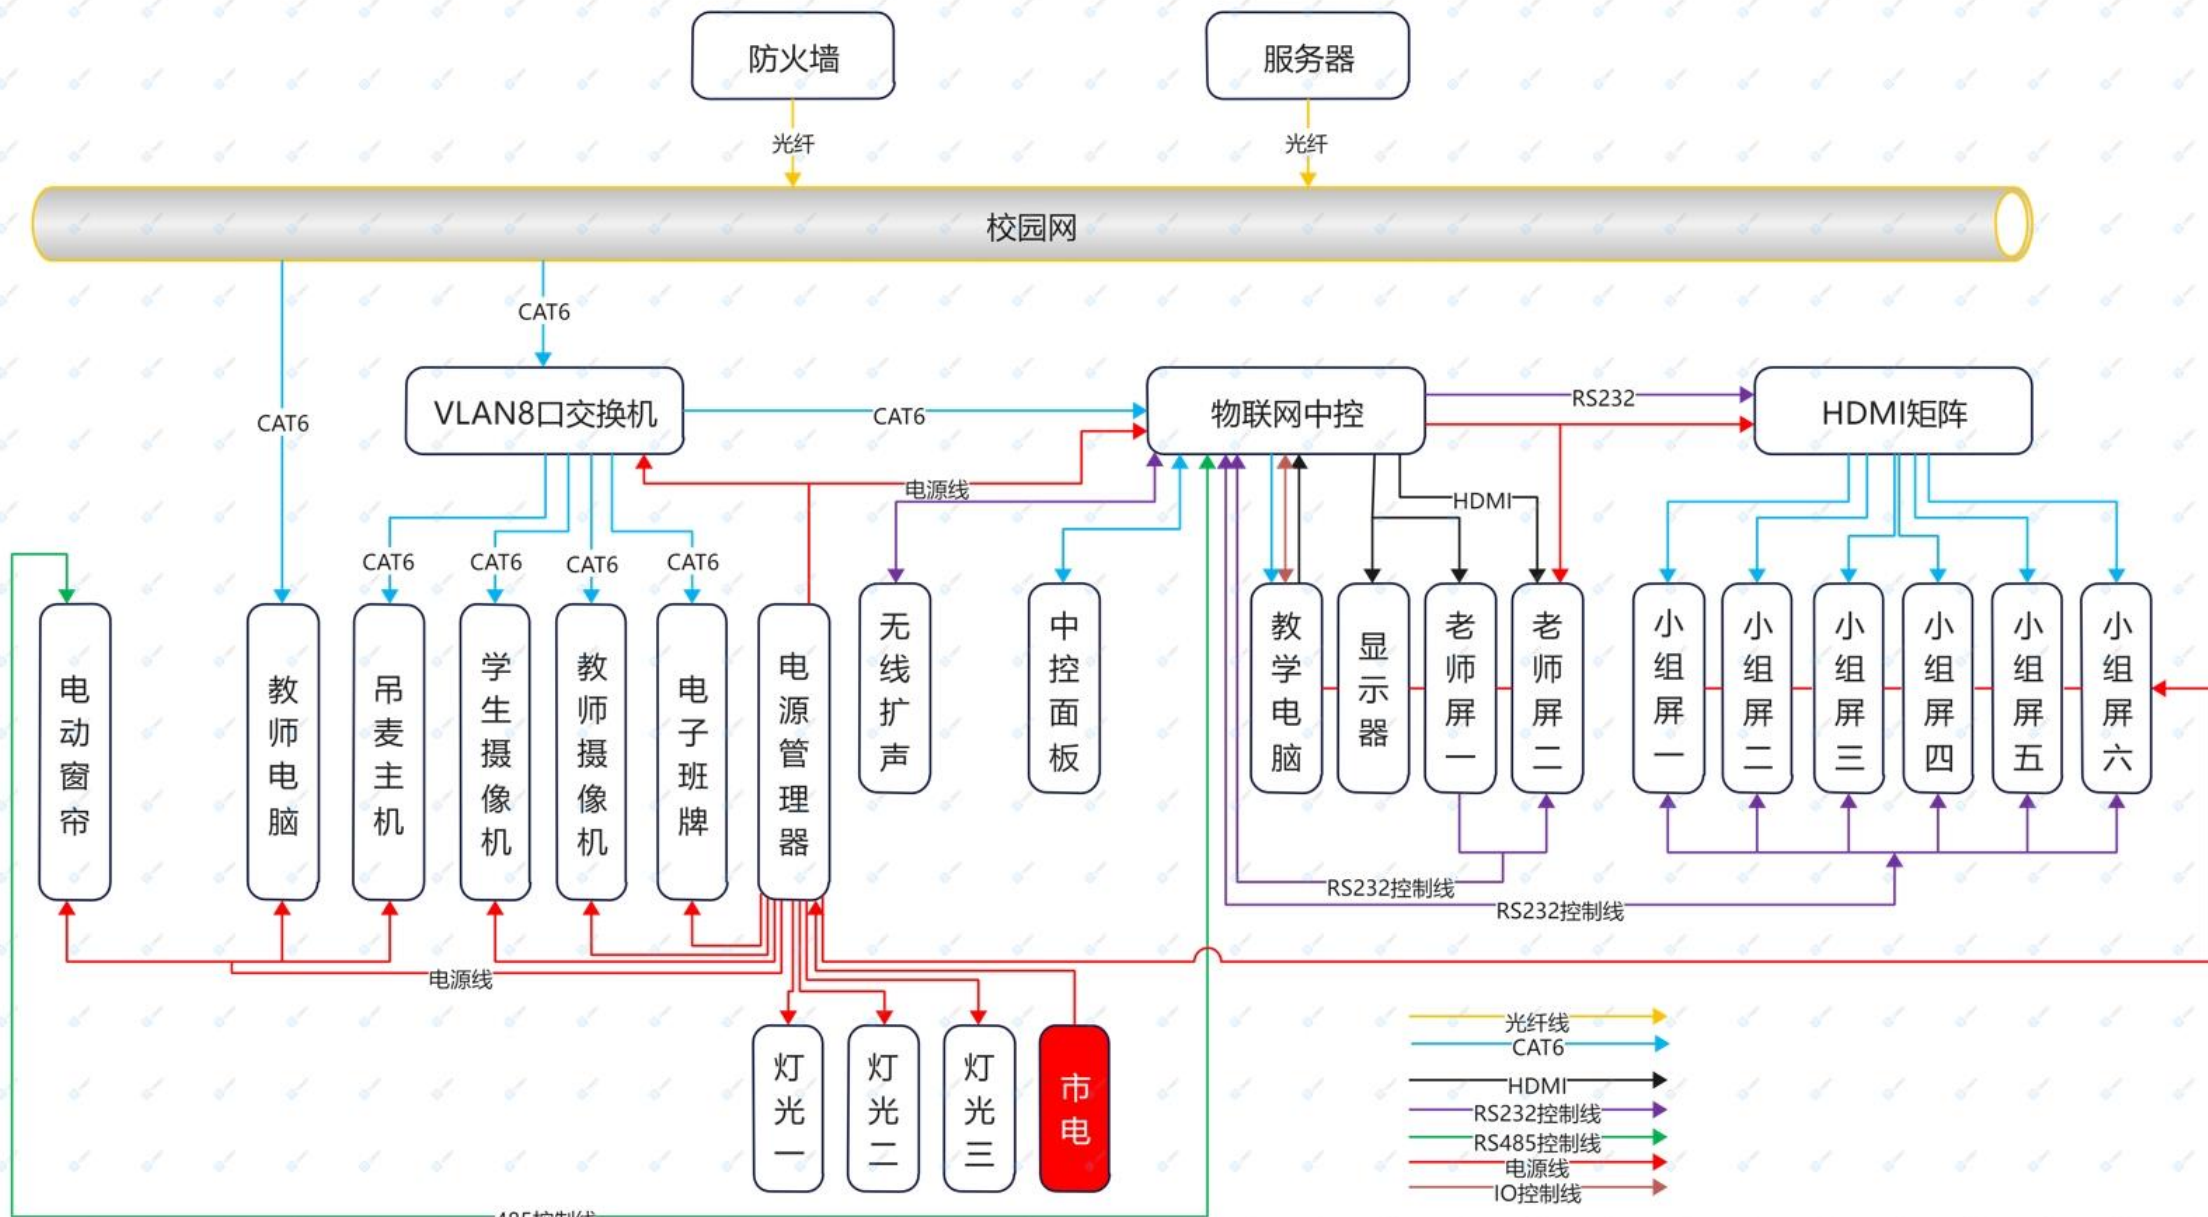 防火墙
服务器
光纤
光纤
校园网
CAT6
CAT6
VLAN8口交换机
CAT6
物联网中控
RS232
HDMI矩阵
电源线
HDMI
CAT6
CAT6
CAT6
CAT6
电动窗帘
教师电脑
吊麦主机
学生摄像机
教师摄像机
电子班牌
电源管理器
无线扩声
中控面板
教学电脑
显示器
老师屏一
老师屏二
小组屏一
小组屏二
小组屏三
小组屏四
小组屏五
小组屏六
RS232控制线
RS232控制线
电源线
灯光一
灯光二
灯光三
市电
光纤线
CAT6
HDMI
RS232控制线
RS485控制线
电源线
IO控制线
485控制线